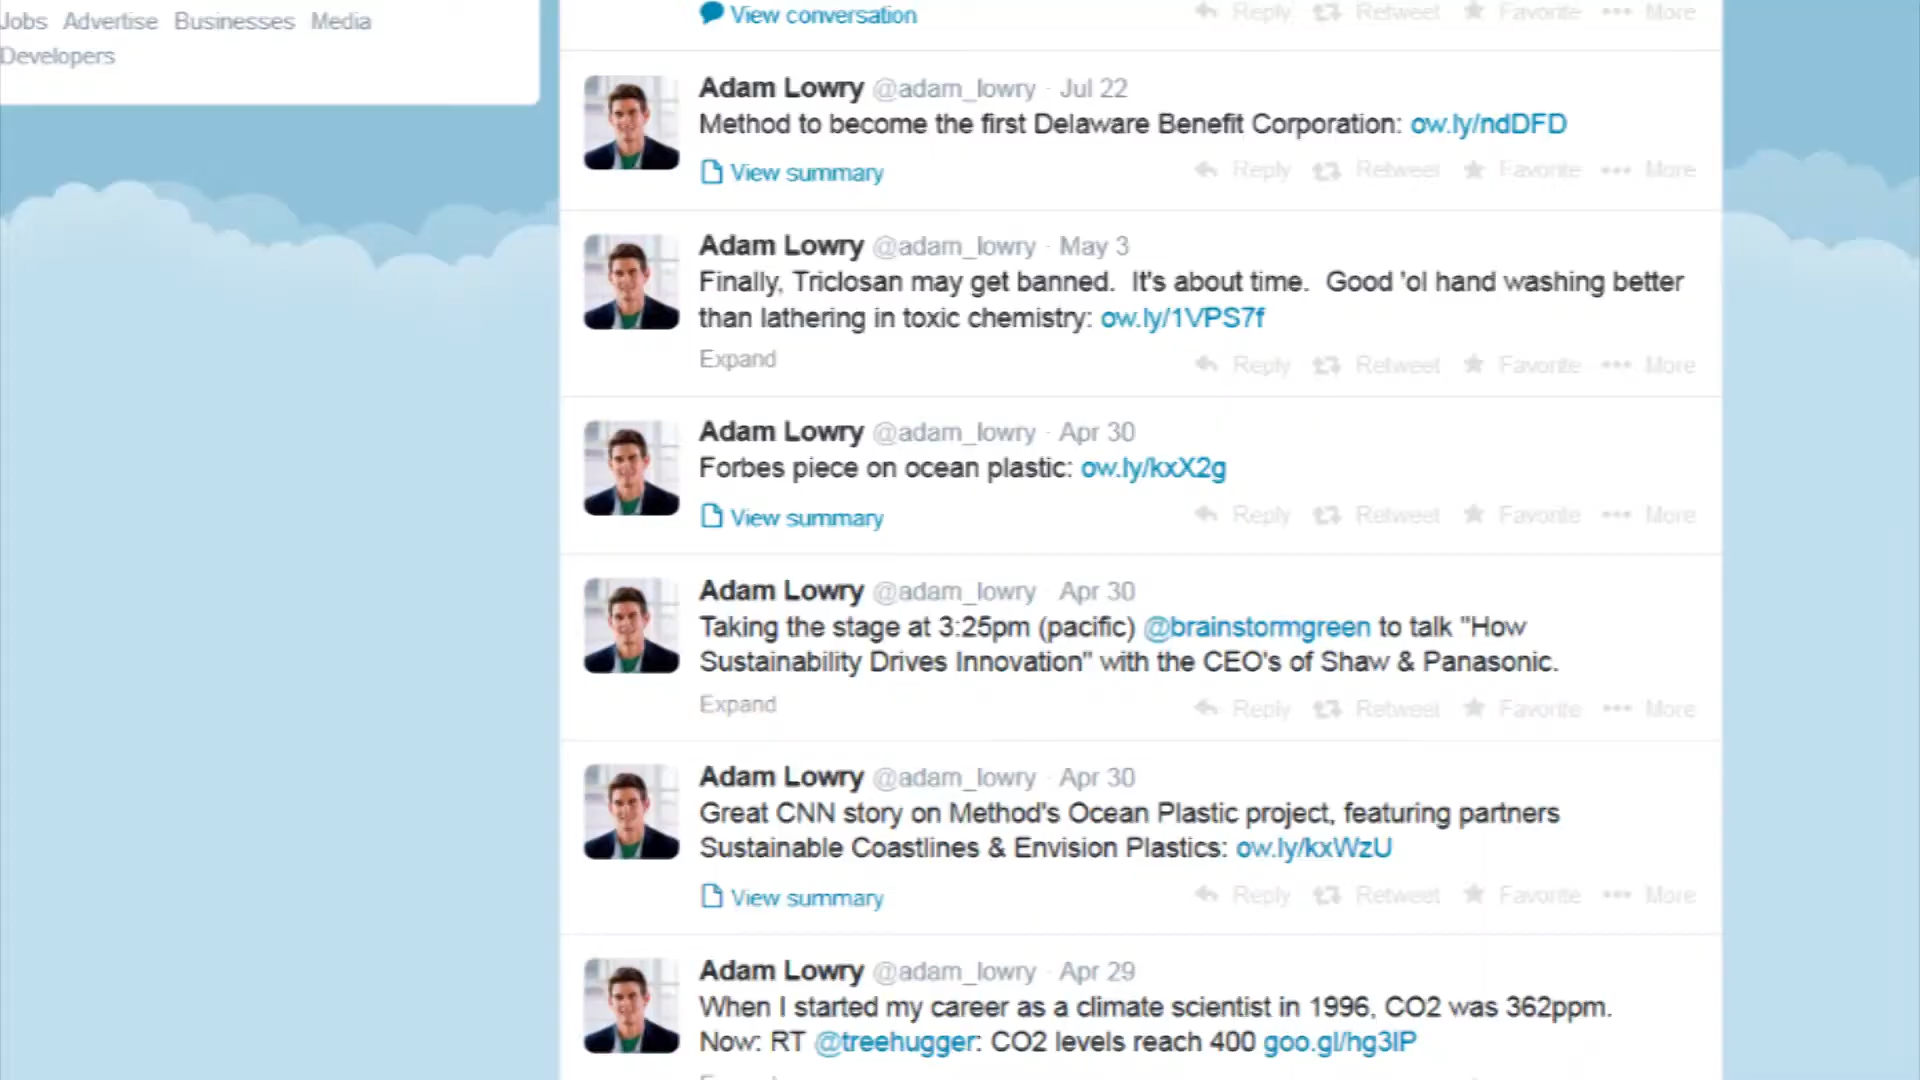 Jobs Advertise Businesses Media
Developers
View conversation
Reply Retweet Favorite More
Adam Lowry @adam_lowry · Jul 22
Method to become the first Delaware Benefit Corporation: ow.ly/ndDFD
View summary
Reply Retweet Favorite More
Adam Lowry @adam_lowry · May 3
Finally, Triclosan may get banned.  It's about time.  Good 'ol hand washing better
than lathering in toxic chemistry: ow.ly/1VPS7f
Expand
Reply Retweet Favorite More
Adam Lowry @adam_lowry · Apr 30
Forbes piece on ocean plastic: ow.ly/kxX2g
View summary
Reply Retweet Favorite More
Adam Lowry @adam_lowry · Apr 30
Taking the stage at 3:25pm (pacific) @brainstormgreen to talk "How
Sustainability Drives Innovation" with the CEO's of Shaw & Panasonic.
Expand
Reply Retweet Favorite More
Adam Lowry @adam_lowry · Apr 30
Great CNN story on Method's Ocean Plastic project, featuring partners
Sustainable Coastlines & Envision Plastics: ow.ly/kxWzU
View summary
Reply Retweet Favorite More
Adam Lowry @adam_lowry · Apr 29
When I started my career as a climate scientist in 1996, CO2 was 362ppm.
Now: RT @treehugger: CO2 levels reach 400 goo.gl/hg3IP